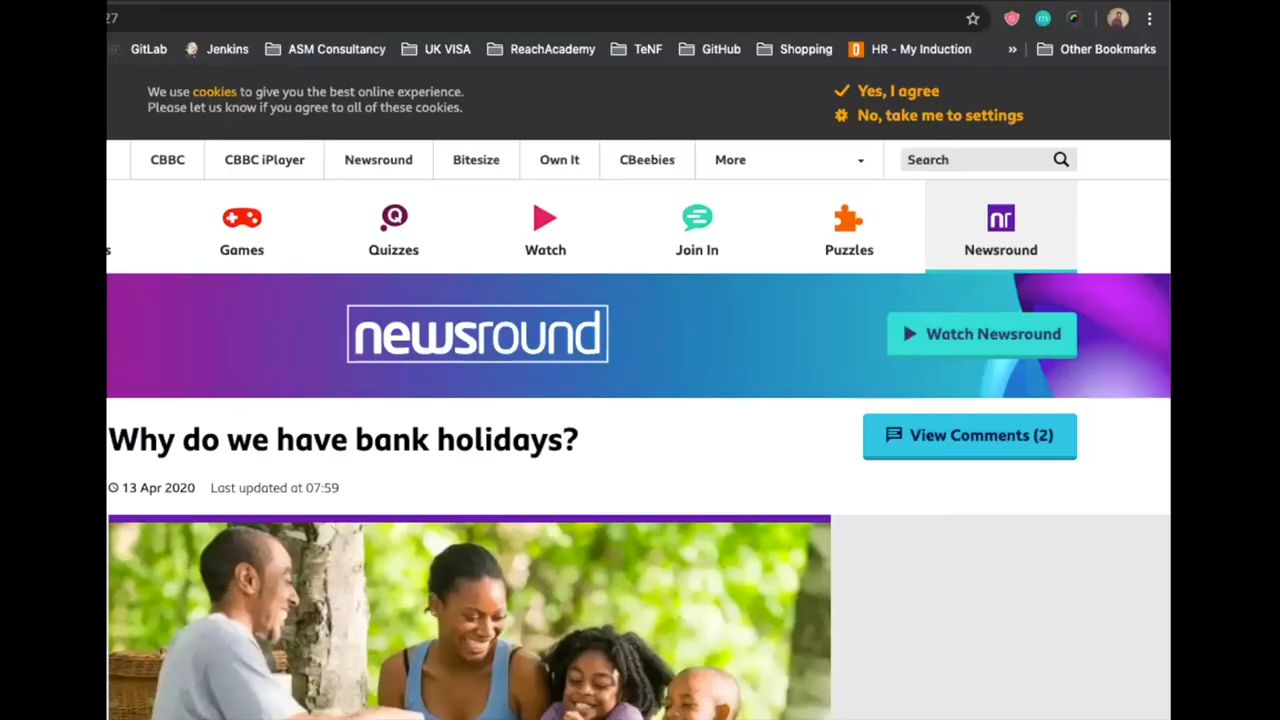 27
GitLab Jenkins ASM Consultancy UK VISA ReachAcademy TeNF GitHub Shopping HR - My Induction » Other Bookmarks
We use cookies to give you the best online experience.
Please let us know if you agree to all of these cookies.
Yes, I agree
No, take me to settings
CBBC CBBC iPlayer Newsround Bitesize Own It CBeebies More Search
s Games Quizzes Watch Join In Puzzles nr Newsround
newsround
Watch Newsround
Why do we have bank holidays?
View Comments (2)
13 Apr 2020 Last updated at 07:59